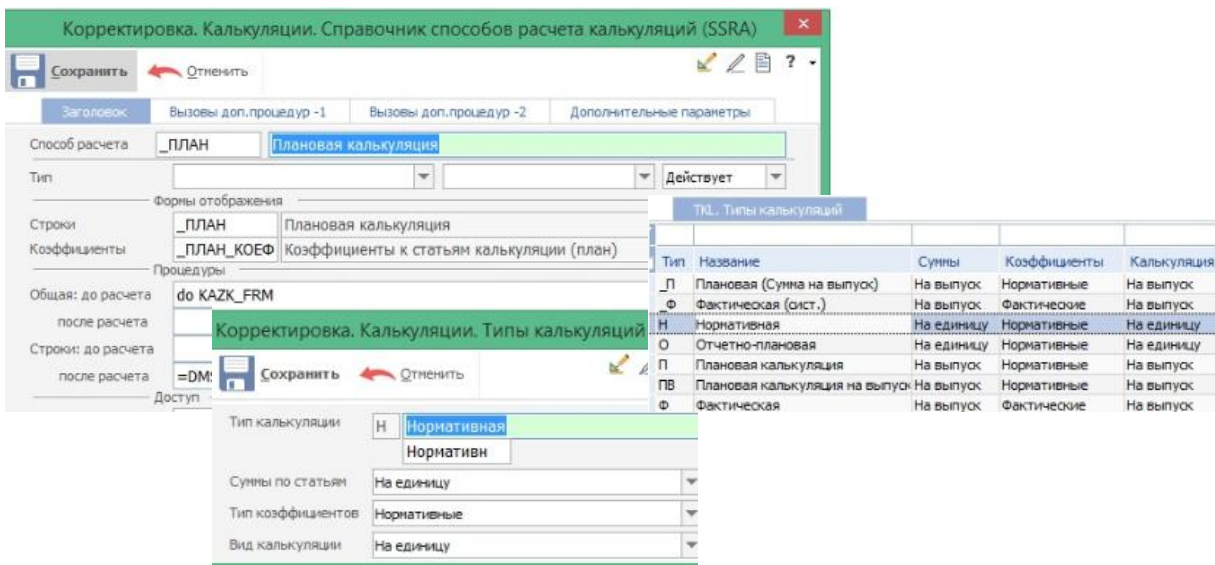 Корректировка. Калькуляции. Справочник способов расчета калькуляций (SSRA)
Сохранить Отменить
?
Заголовок Вызовы доп.процедур -1 Вызовы доп.процедур -2 Дополнительные параметры
Способ расчета _ПЛАН Плановая калькуляция
Тип Действует
Формы отображения
Строки _ПЛАН Плановая калькуляция
Коэффициенты _ПЛАН_КОЕФ Коэффициенты к статьям калькуляции (план)
Процедуры
Общая: до расчета do KAZK_FRM
после расчета
Строки: до расчета
после расчета =DMS
Доступ
Корректировка. Калькуляции. Типы калькуляций
Сохранить Отменить
Тип калькуляции Н Нормативная
Нормативн
Суммы по статьям На единицу
Тип коэффициентов Нормативные
Вид калькуляции На единицу
TKL. Типы калькуляций
Тип Название Суммы Коэффициенты Калькуляция
_П Плановая (Сумма на выпуск) На выпуск Нормативные На выпуск
_Ф Фактическая (сист.) На выпуск Фактические На выпуск
Н Нормативная На единицу Нормативные На единицу
О Отчетно-плановая На единицу Нормативные На единицу
П Плановая калькуляция На выпуск Нормативные На выпуск
ПВ Плановая калькуляция на выпуск На выпуск Нормативные На выпуск
Ф Фактическая На выпуск Фактические На выпуск